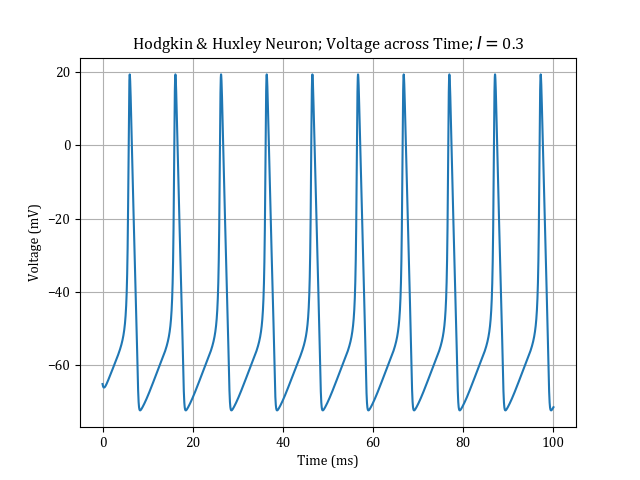 Hodgkin & Huxley Neuron; Voltage across Time; I = 0.3
20
0
−20
−40
−60
Voltage (mV)
0 20 40 60 80 100
Time (ms)